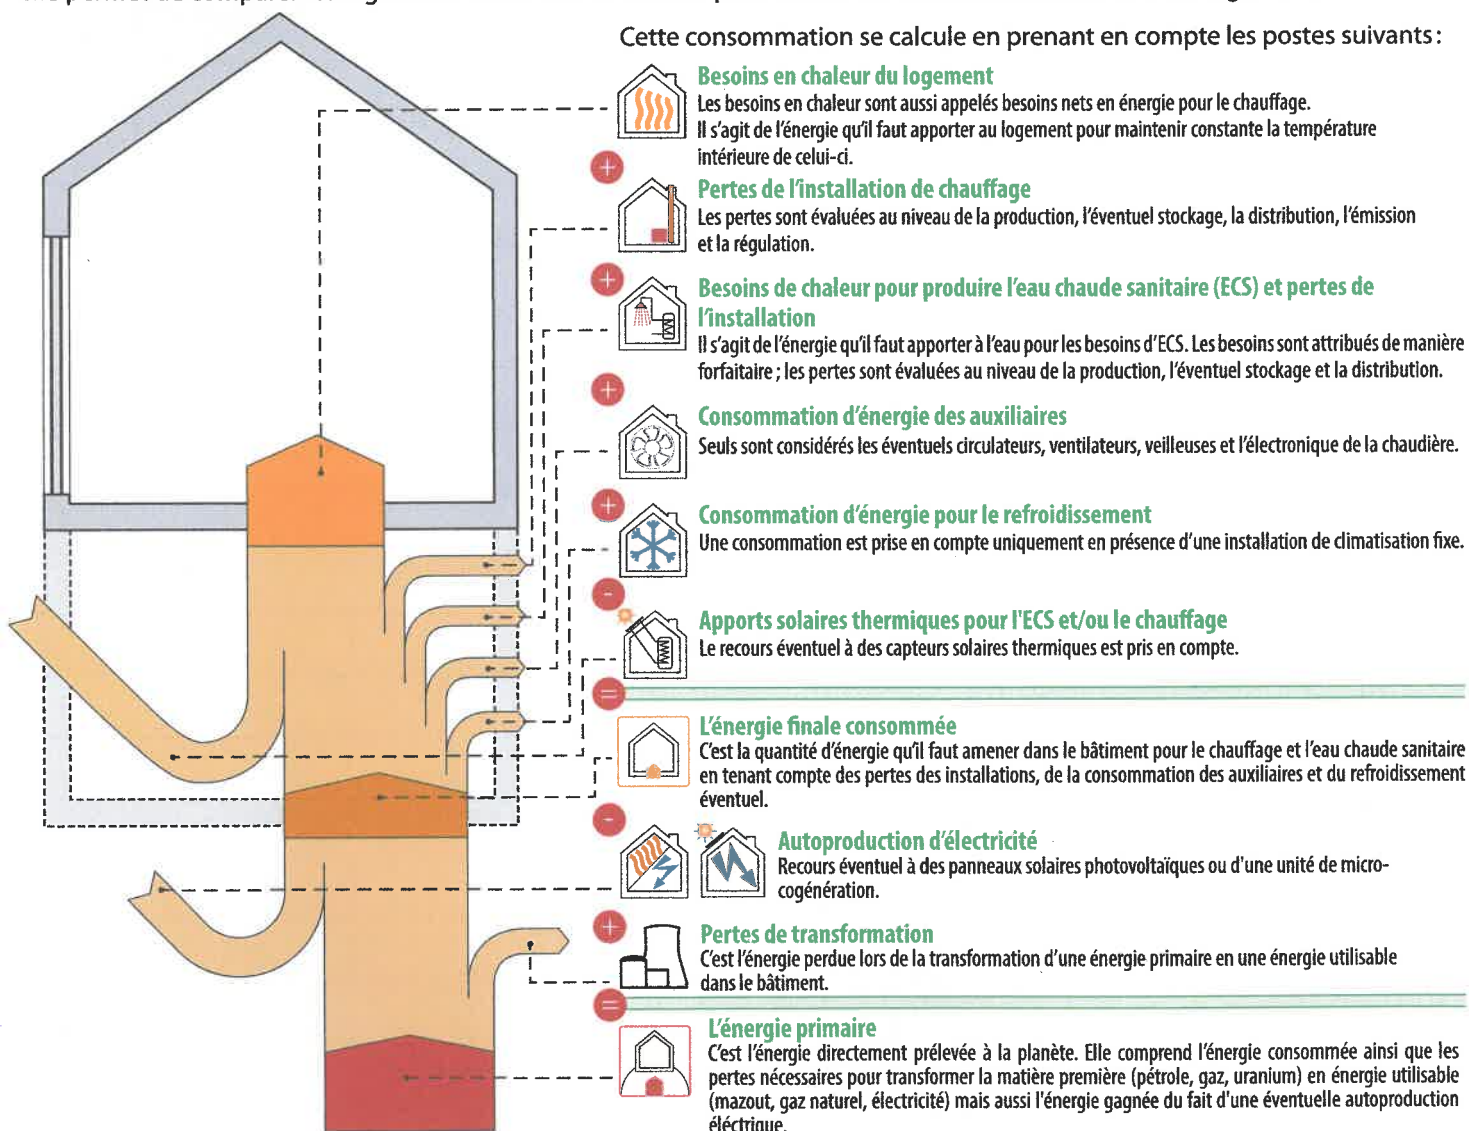 Cette consommation se calcule en prenant en compte les postes suivants :
Besoins en chaleur du logement
Les besoins en chaleur sont aussi appelés besoins nets en énergie pour le chauffage.
Il s'agit de l'énergie qu'il faut apporter au logement pour maintenir constante la température
intérieure de celui-ci.
+
Pertes de l'installation de chauffage
Les pertes sont évaluées au niveau de la production, l'éventuel stockage, la distribution, l'émission
et la régulation.
+
Besoins de chaleur pour produire l'eau chaude sanitaire (ECS) et pertes de
l'installation
Il s'agit de l'énergie qu'il faut apporter à l'eau pour les besoins d'ECS. Les besoins sont attribués de manière
forfaitaire ; les pertes sont évaluées au niveau de la production, l'éventuel stockage et la distribution.
+
Consommation d'énergie des auxiliaires
Seuls sont considérés les éventuels circulateurs, ventilateurs, veilleuses et l'électronique de la chaudière.
+
Consommation d'énergie pour le refroidissement
Une consommation est prise en compte uniquement en présence d'une installation de climatisation fixe.
-
Apports solaires thermiques pour l'ECS et/ou le chauffage
Le recours éventuel à des capteurs solaires thermiques est pris en compte.
=
L'énergie finale consommée
C'est la quantité d'énergie qu'il faut amener dans le bâtiment pour le chauffage et l'eau chaude sanitaire
en tenant compte des pertes des installations, de la consommation des auxiliaires et du refroidissement
éventuel.
-
Autoproduction d'électricité
Recours éventuel à des panneaux solaires photovoltaïques ou d'une unité de micro-
cogénération.
+
Pertes de transformation
C'est l'énergie perdue lors de la transformation d'une énergie primaire en une énergie utilisable
dans le bâtiment.
=
L'énergie primaire
C'est l'énergie directement prélevée à la planète. Elle comprend l'énergie consommée ainsi que les
pertes nécessaires pour transformer la matière première (pétrole, gaz, uranium) en énergie utilisable
(mazout, gaz naturel, électricité) mais aussi l'énergie gagnée du fait d'une éventuelle autoproduction
éléctrique.